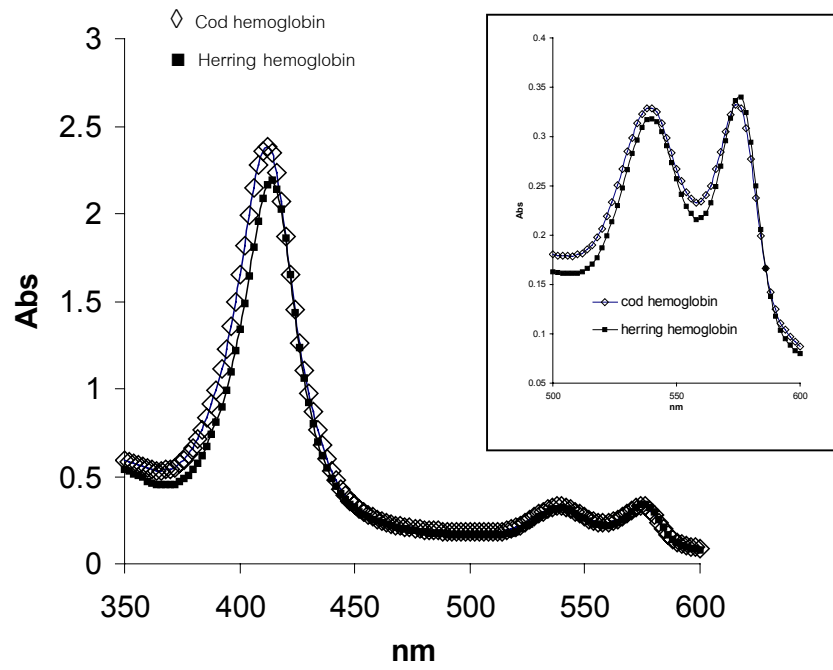 Cod hemoglobin
Herring hemoglobin
3
2.5
2
1.5
1
0.5
0
Abs
350 400 450 500 550 600
nm
0.4
0.35
0.3
0.25
0.2
0.15
0.1
0.05
Abs
cod hemoglobin
herring hemoglobin
500 550 600
nm